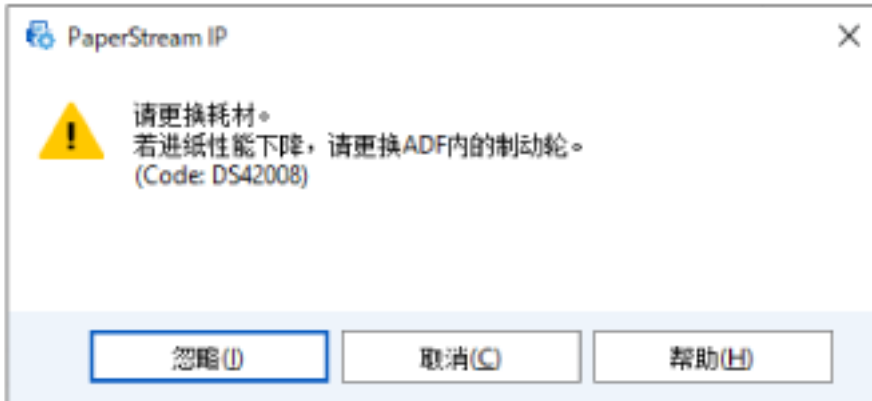 PaperStream IP
请更换耗材。
若进纸性能下降，请更换ADF内的制动轮。
(Code: DS42008)
忽略(I)
取消(C)
帮助(H)